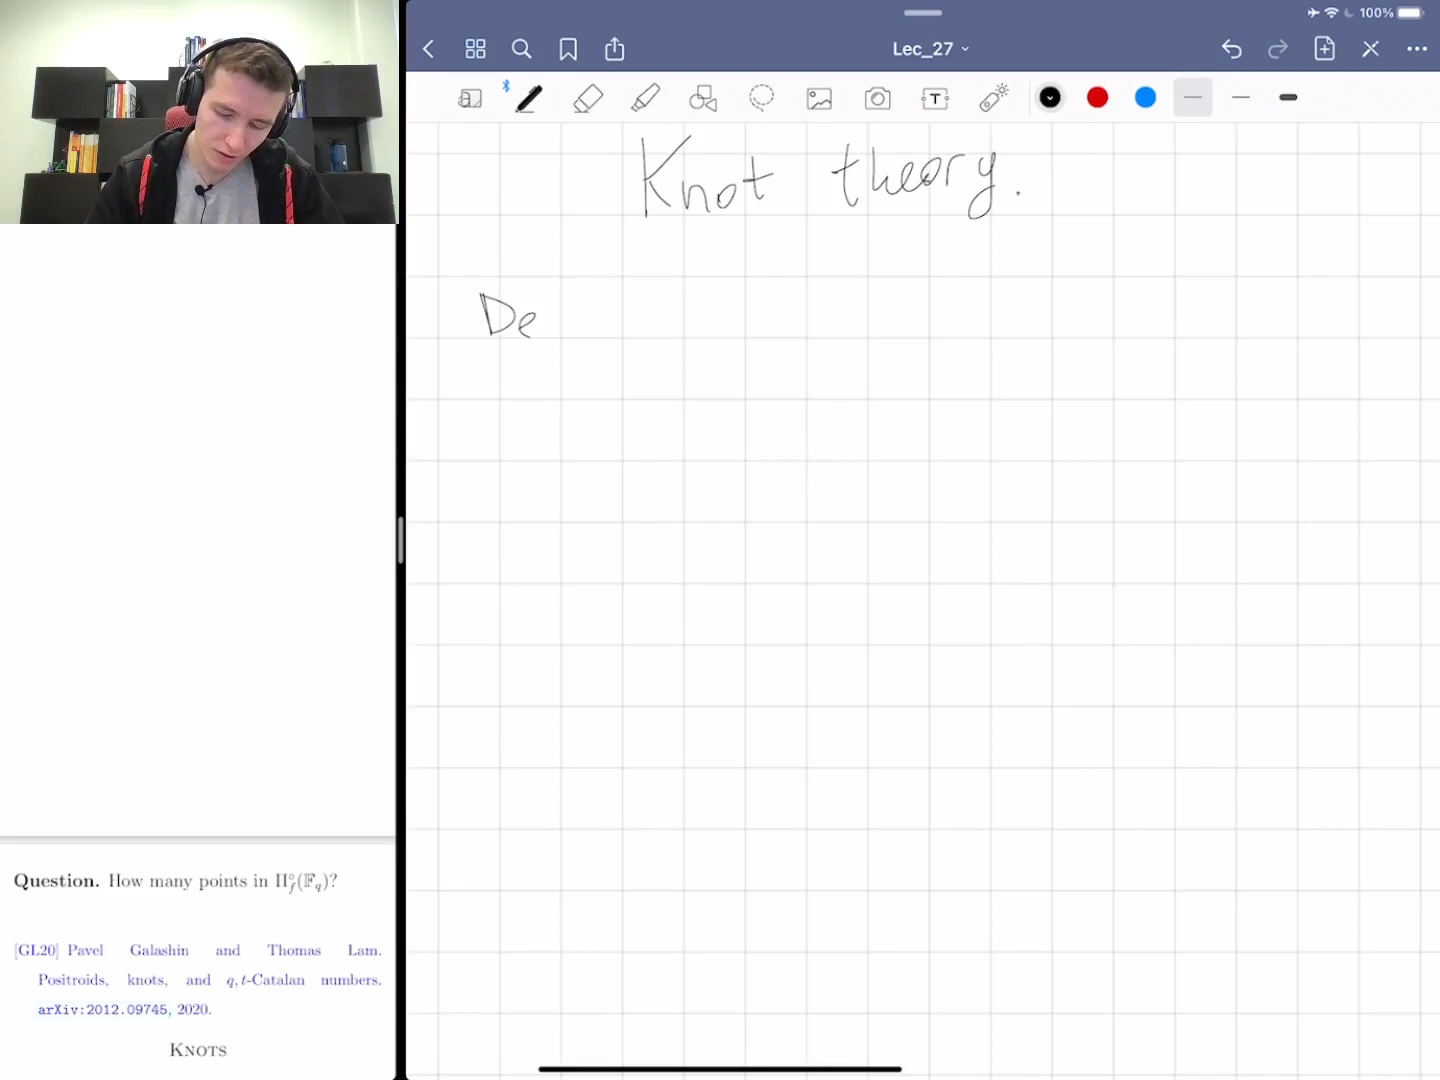 100%
Lec_27
Knot theory.
De
Question. How many points in Π°_f(𝔽_q)?
[GL20] Pavel Galashin and Thomas Lam.
Positroids, knots, and q,t-Catalan numbers.
arXiv:2012.09745, 2020.
KNOTS